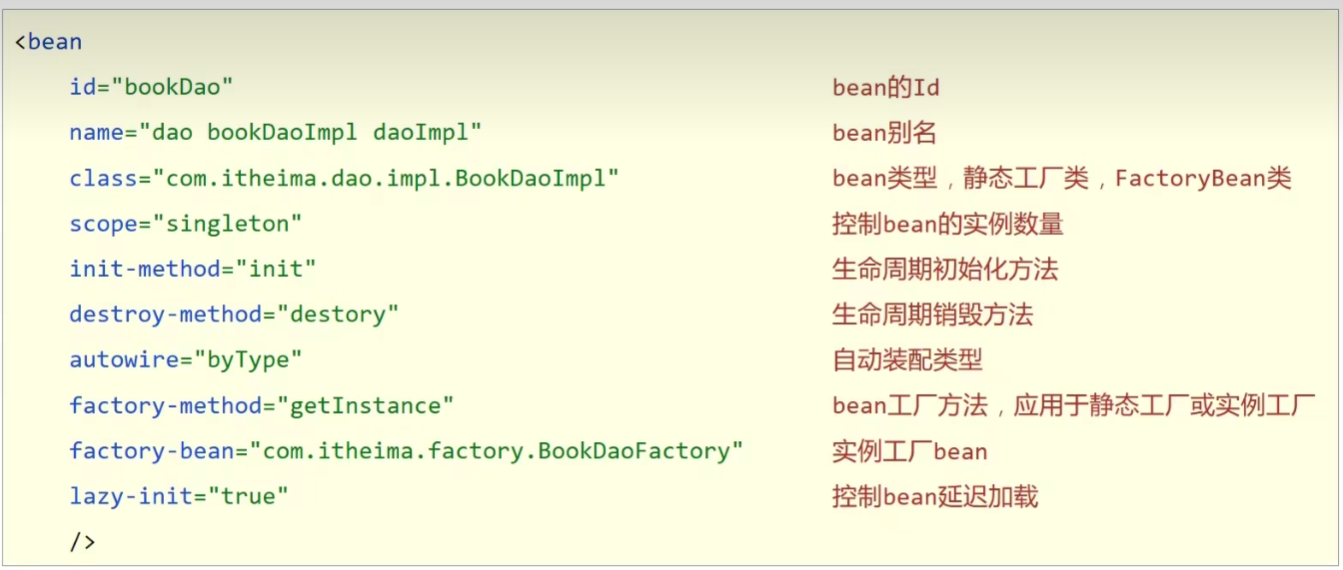 <bean
id="bookDao" bean的Id
name="dao bookDaoImpl daoImpl" bean别名
class="com.itheima.dao.impl.BookDaoImpl" bean类型，静态工厂类，FactoryBean类
scope="singleton" 控制bean的实例数量
init-method="init" 生命周期初始化方法
destroy-method="destory" 生命周期销毁方法
autowire="byType" 自动装配类型
factory-method="getInstance" bean工厂方法，应用于静态工厂或实例工厂
factory-bean="com.itheima.factory.BookDaoFactory" 实例工厂bean
lazy-init="true" 控制bean延迟加载
/>